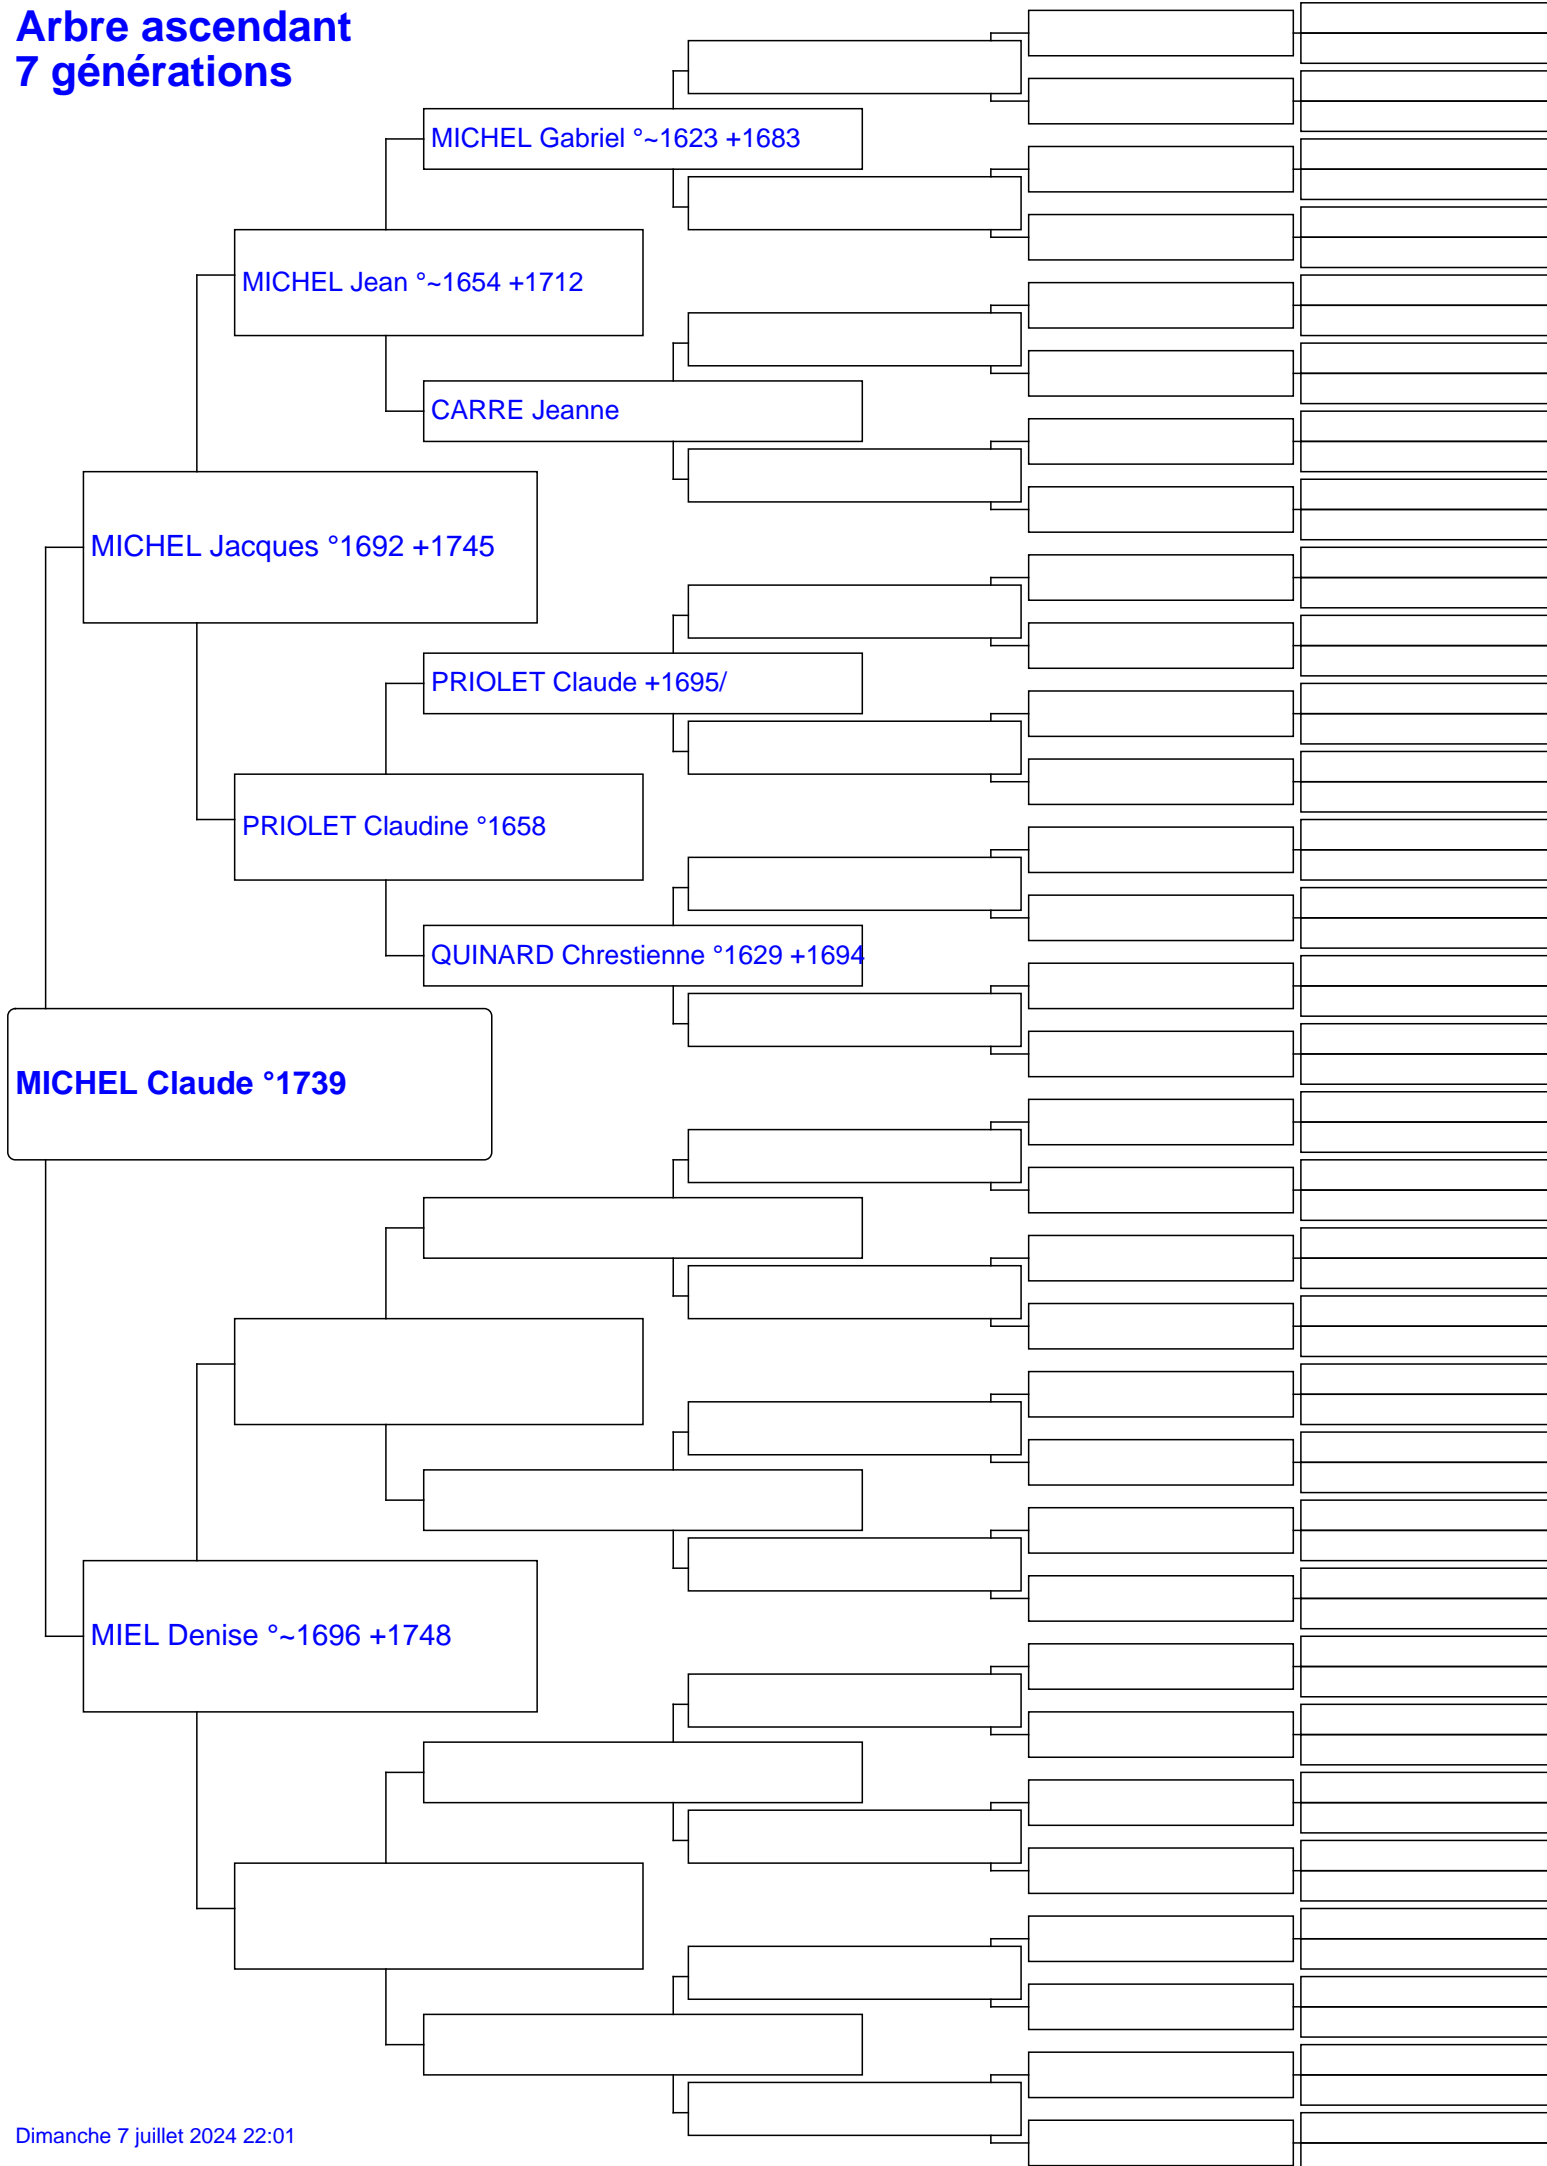 Arbre ascendant
7 générations
MICHEL Gabriel °~1623 +1683
MICHEL Jean °~1654 +1712
CARRE Jeanne
MICHEL Jacques °1692 +1745
PRIOLET Claude +1695/
PRIOLET Claudine °1658
QUINARD Chrestienne °1629 +1694
MICHEL Claude °1739
MIEL Denise °~1696 +1748
Dimanche 7 juillet 2024 22:01